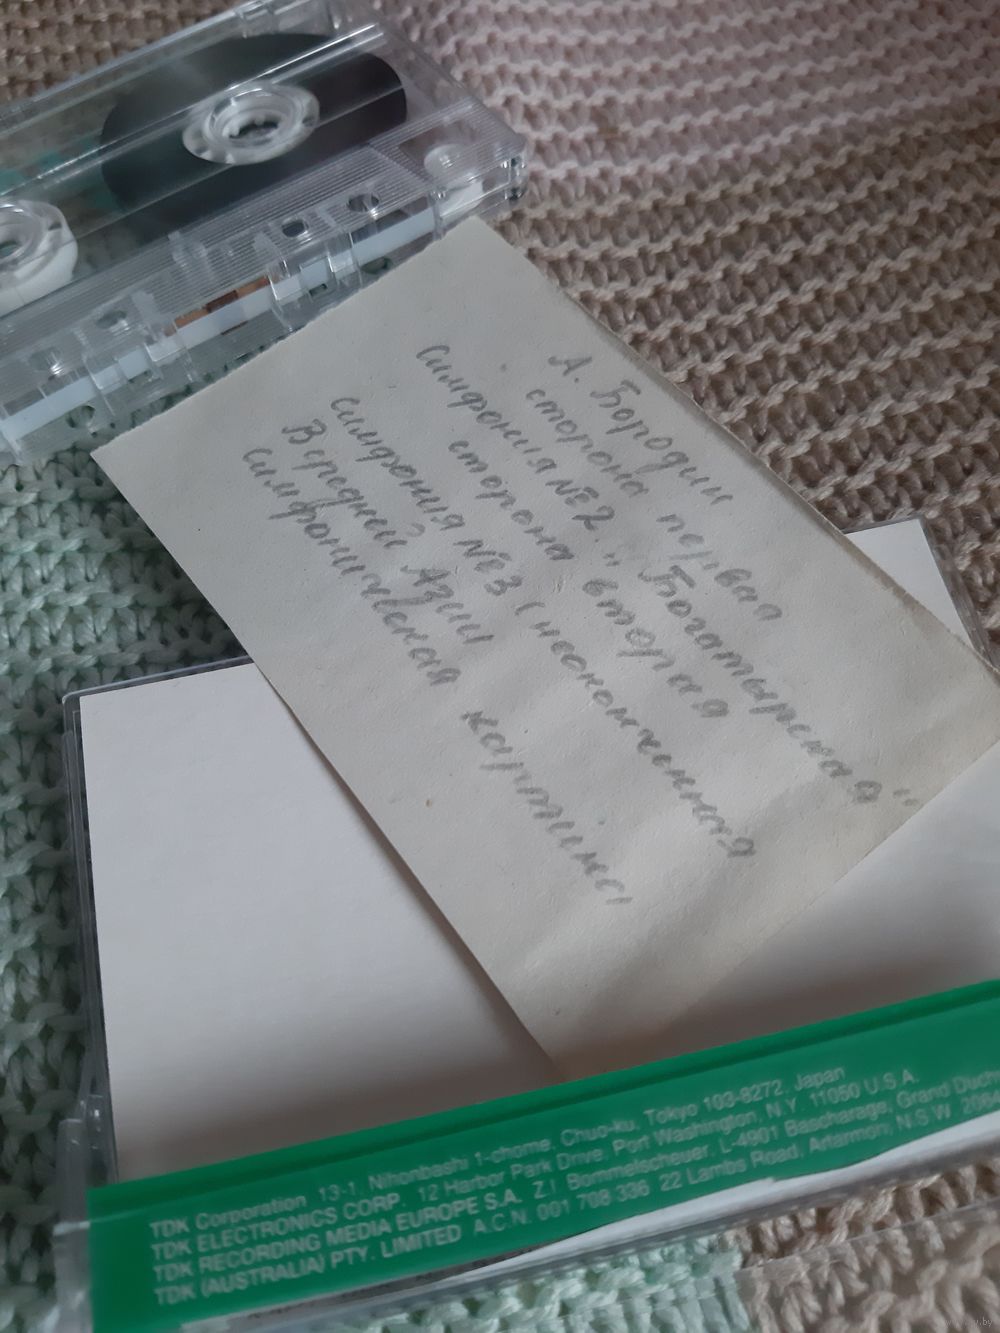 А. Бородин
сторона первая
симфония №2 "Богатырская"
сторона вторая
симфония №3 (неоконченная
В средней Азии
симфоническая картина
TDK Corporation 13-1, Nihonbashi 1-chome, Chuo-ku, Tokyo 103-8272, Japan
TDK ELECTRONICS CORP. 12 Harbor Park Drive, Port Washington, N.Y. 11050 U.S.A.
TDK RECORDING MEDIA EUROPE S.A. Z.I. Bommelscheuer, L-4901 Bascharage, Grand Duch
TDK (AUSTRALIA) PTY. LIMITED A.C.N. 001 708 336 22 Lambs Road, Artarmon, N.S.W. 206